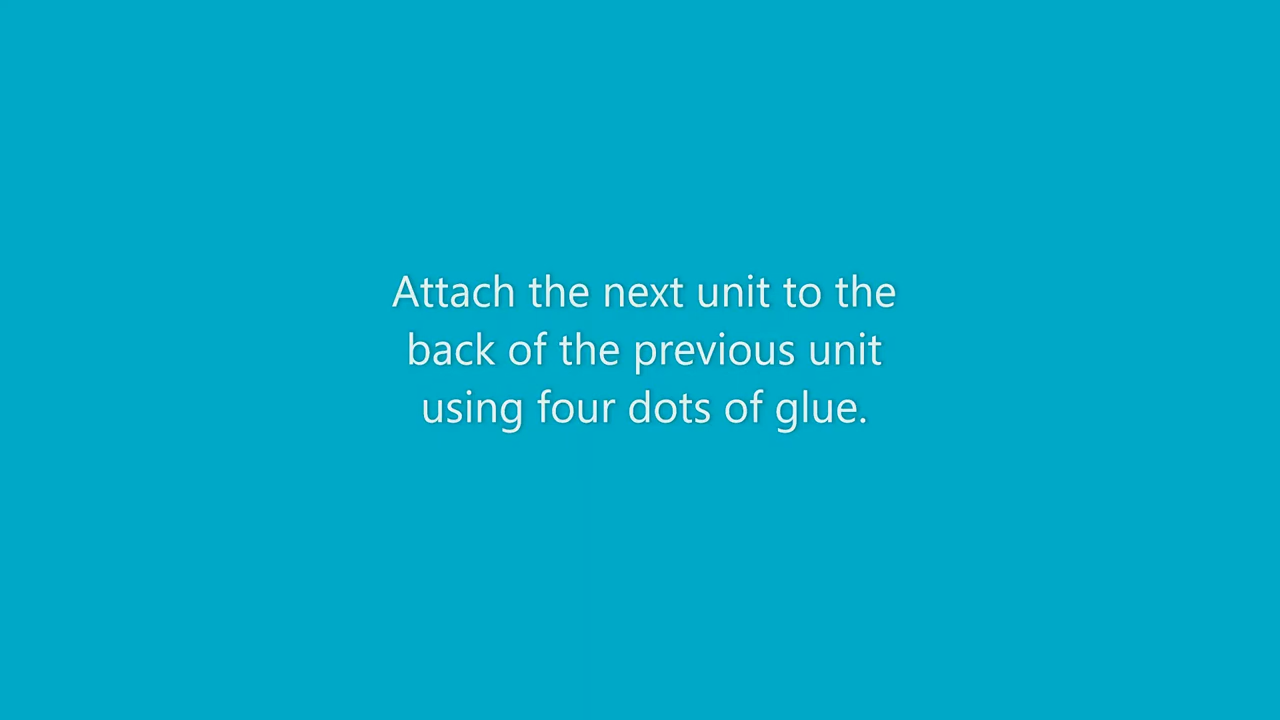 Attach the next unit to the
back of the previous unit
using four dots of glue.